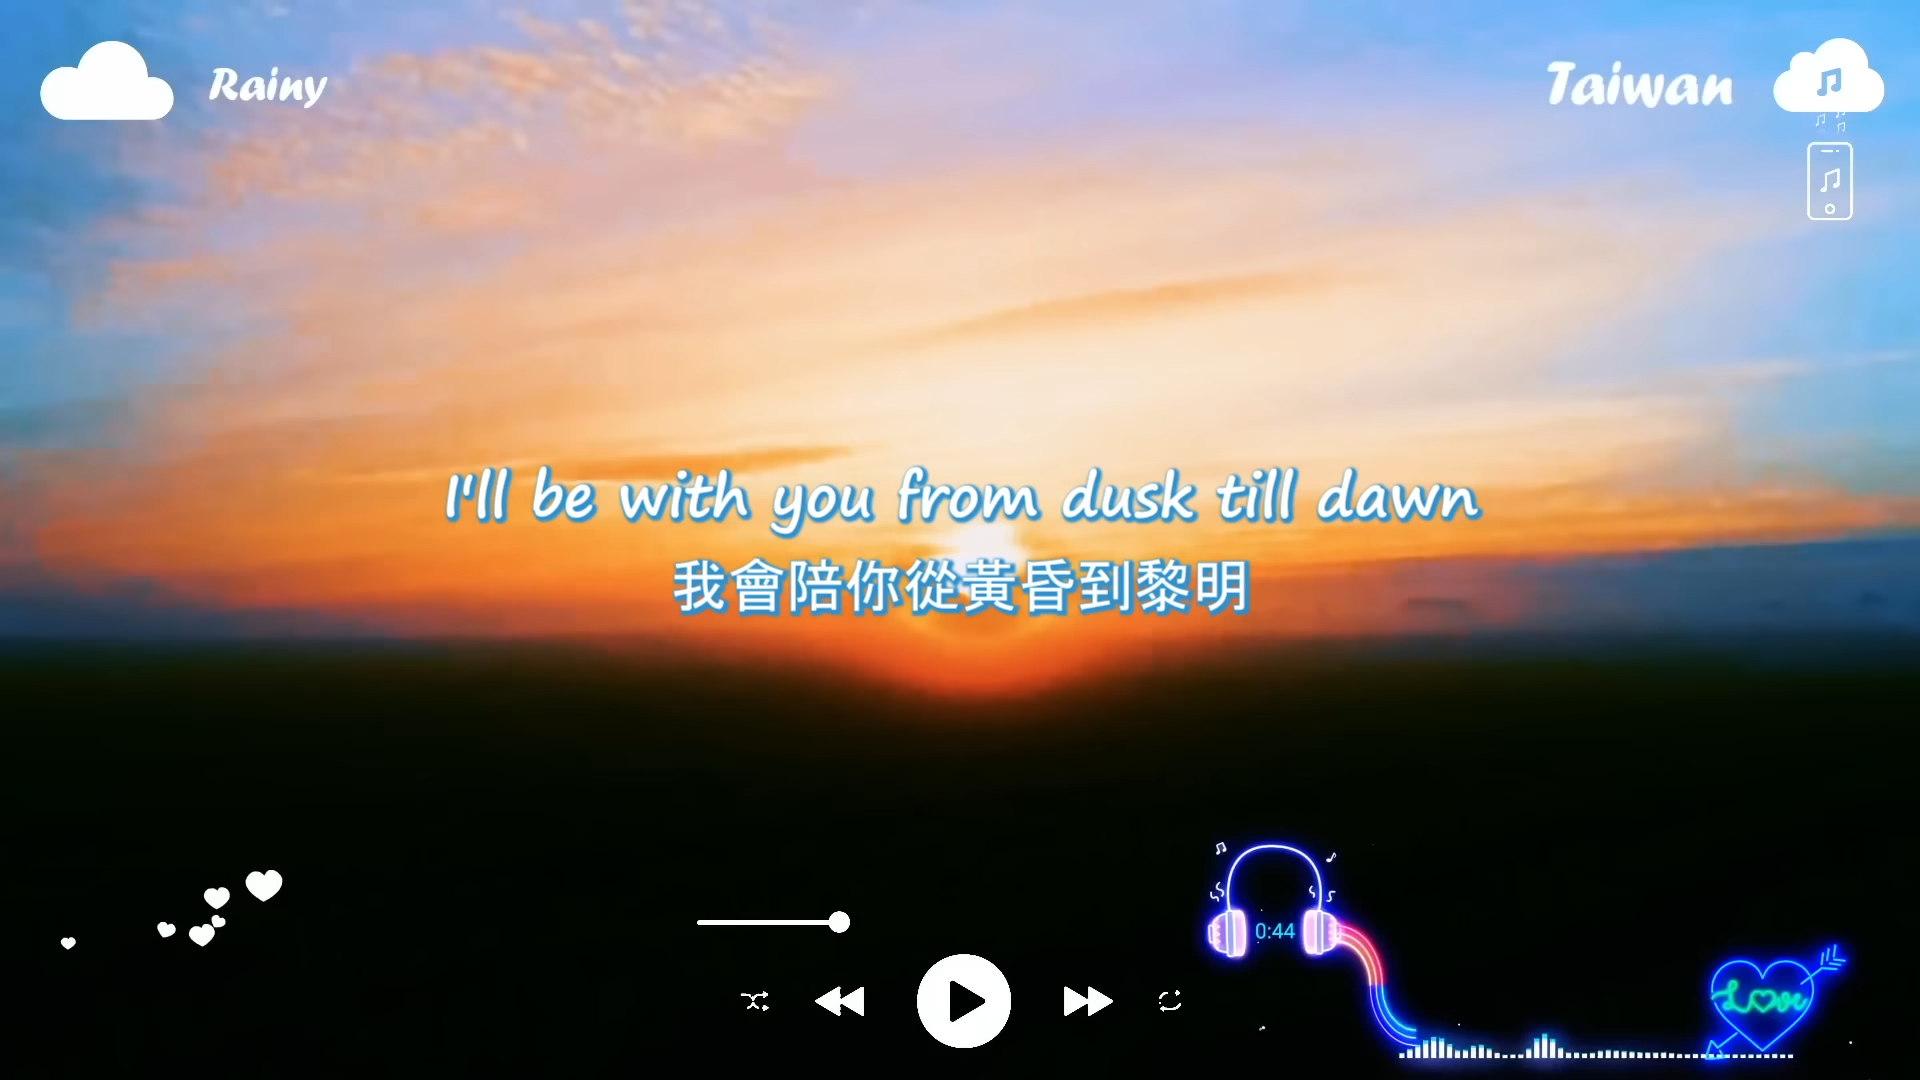 Rainy
Taiwan
I'll be with you from dusk till dawn
我會陪你從黃昏到黎明
0:44
Love